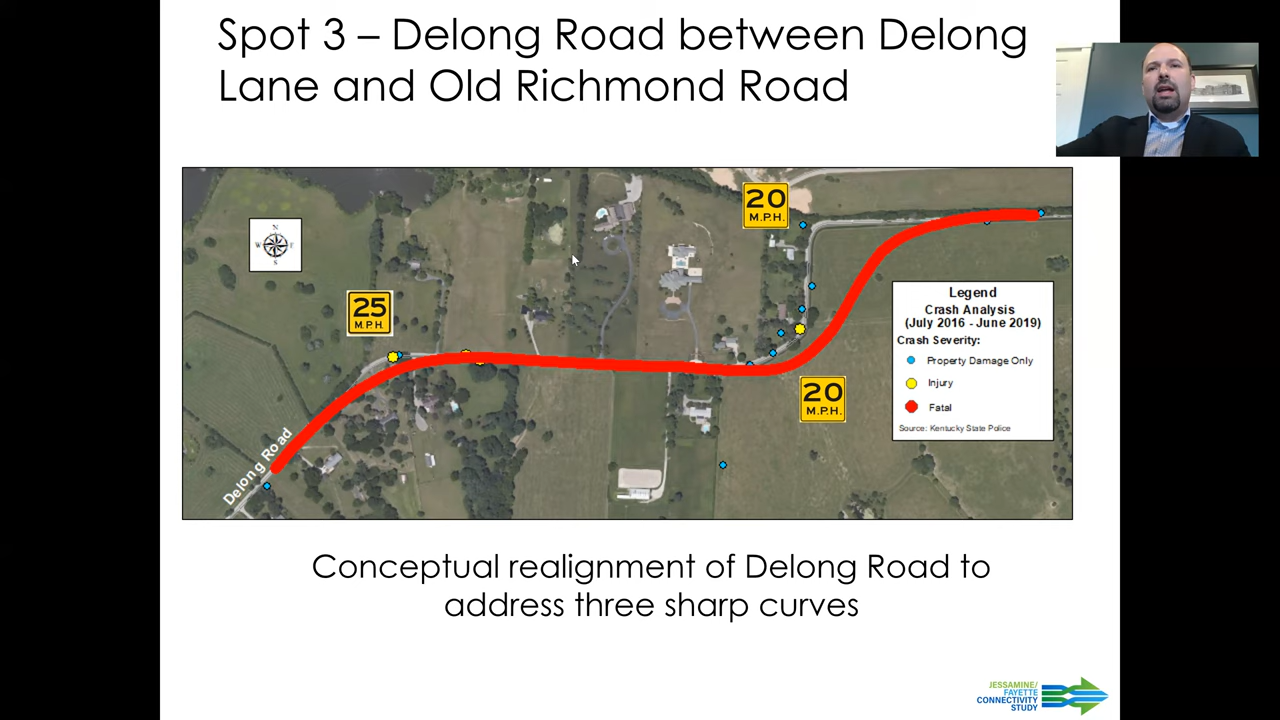 Spot 3 – Delong Road between Delong
Lane and Old Richmond Road
20
M.P.H.
N
W
E
S
25
M.P.H.
Legend
Crash Analysis
(July 2016 - June 2019)
Crash Severity:
Property Damage Only
Injury
Fatal
Source: Kentucky State Police
20
M.P.H.
Delong Road
Conceptual realignment of Delong Road to
address three sharp curves
JESSAMINE/
FAYETTE
CONNECTIVITY
STUDY